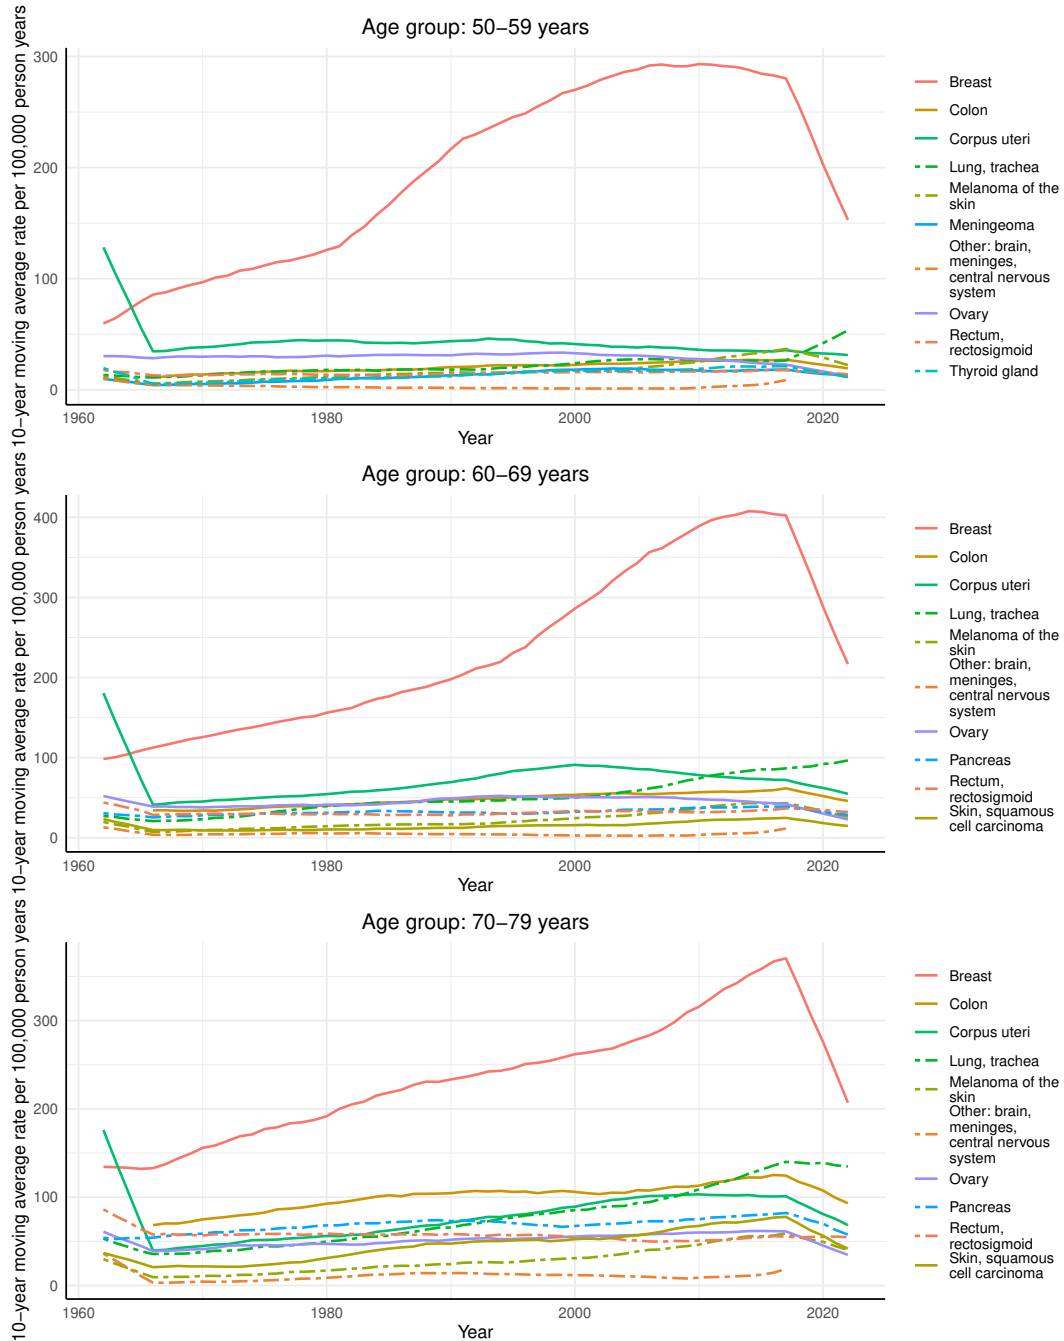 Age group: 50−59 years
10−year moving average rate per 100,000 person years
300
200
100
0
1960
1980
2000
2020
Year
Breast
Colon
Corpus uteri
Lung, trachea
Melanoma of the
skin
Meningeoma
Other: brain,
meninges,
central nervous
system
Ovary
Rectum,
rectosigmoid
Thyroid gland
Age group: 60−69 years
10−year moving average rate per 100,000 person years
400
300
200
100
0
1960
1980
2000
2020
Year
Breast
Colon
Corpus uteri
Lung, trachea
Melanoma of the
skin
Other: brain,
meninges,
central nervous
system
Ovary
Pancreas
Rectum,
rectosigmoid
Skin, squamous
cell carcinoma
Age group: 70−79 years
10−year moving average rate per 100,000 person years
300
200
100
0
1960
1980
2000
2020
Year
Breast
Colon
Corpus uteri
Lung, trachea
Melanoma of the
skin
Other: brain,
meninges,
central nervous
system
Ovary
Pancreas
Rectum,
rectosigmoid
Skin, squamous
cell carcinoma